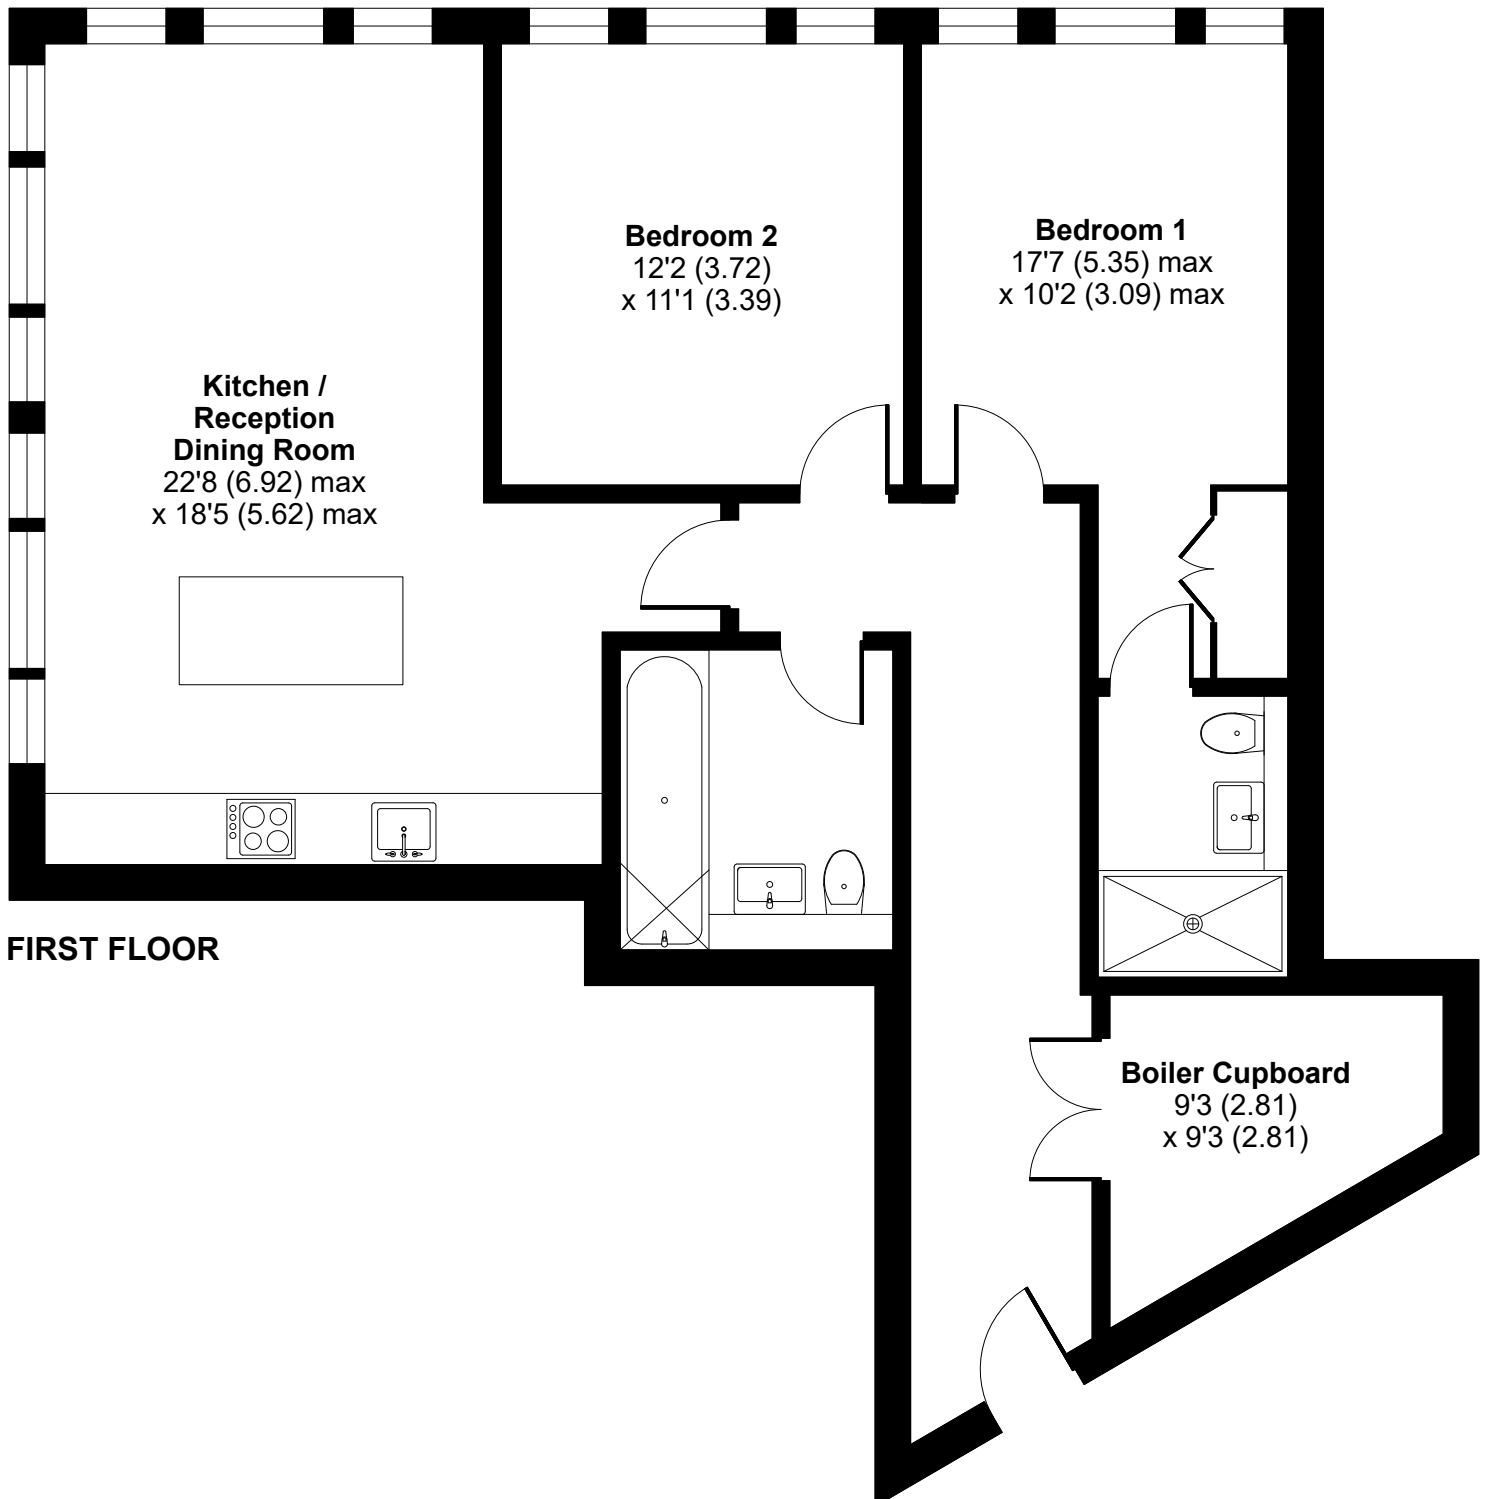 Bedroom 2
12'2 (3.72)
x 11'1 (3.39)
Bedroom 1
17'7 (5.35) max
x 10'2 (3.09) max
Kitchen /
Reception
Dining Room
22'8 (6.92) max
x 18'5 (5.62) max
FIRST FLOOR
Boiler Cupboard
9'3 (2.81)
x 9'3 (2.81)